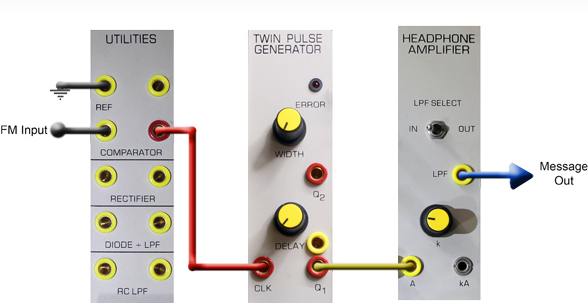 UTILITIES
REF
FM Input
COMPARATOR
RECTIFIER
DIODE + LPF
RC LPF
TWIN PULSE
GENERATOR
ERROR
WIDTH
Q2
DELAY
CLK
Q1
HEADPHONE
AMPLIFIER
LPF SELECT
IN
OUT
LPF
k
A
kA
Message
Out